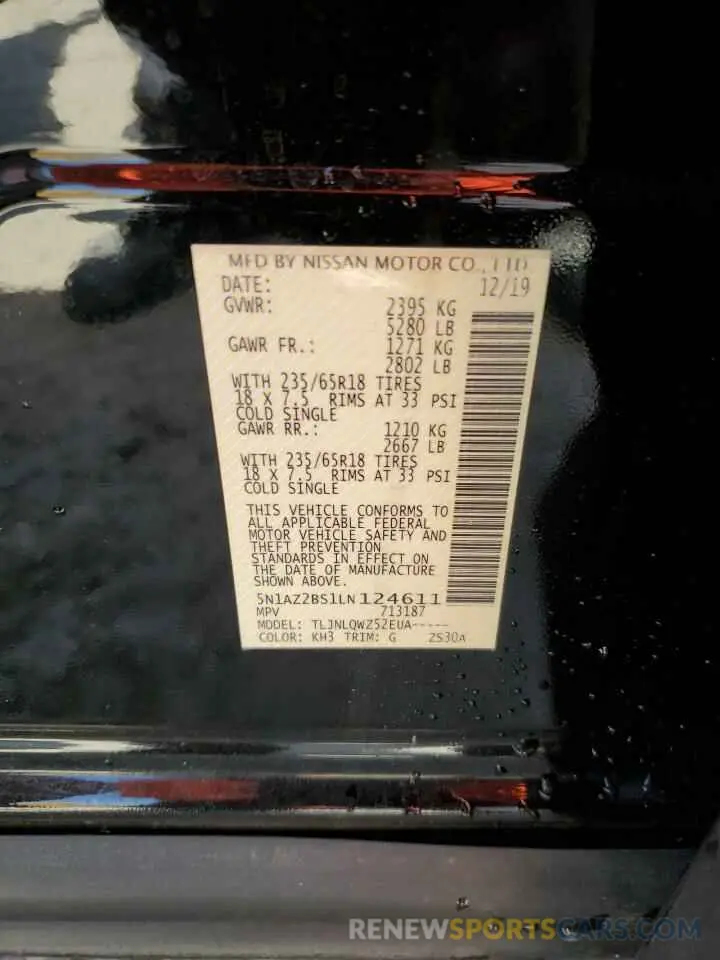 MFD BY NISSAN MOTOR CO., LTD
DATE: 12/19
GVWR: 2395 KG
5280 LB
GAWR FR.: 1271 KG
2802 LB
WITH 235/65R18 TIRES
18 X 7.5 RIMS AT 33 PSI
COLD SINGLE
GAWR RR.: 1210 KG
2667 LB
WITH 235/65R18 TIRES
18 X 7.5 RIMS AT 33 PSI
COLD SINGLE
THIS VEHICLE CONFORMS TO
ALL APPLICABLE FEDERAL
MOTOR VEHICLE SAFETY AND
THEFT PREVENTION
STANDARDS IN EFFECT ON
THE DATE OF MANUFACTURE
SHOWN ABOVE.
5N1AZ2BS1LN124611
MPV 713187
MODEL: TLJNLQWZ52EUA-----
COLOR: KH3 TRIM: G ZS30A
RENEWSPORTSCARS.COM